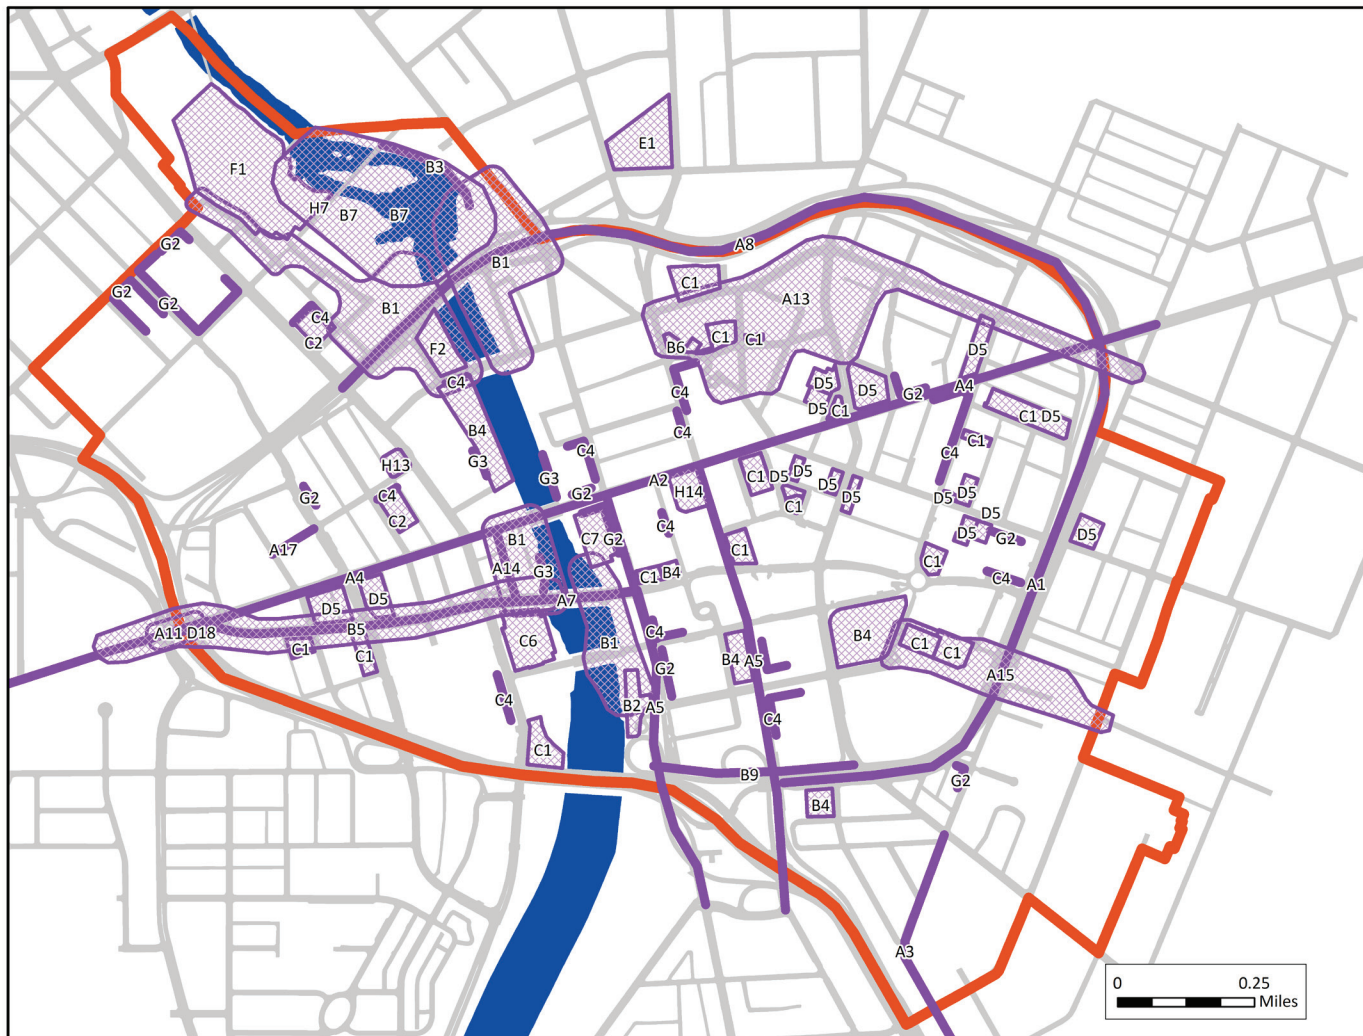 E1
F1
B3
H7
B7
B7
G2
A8
B1
C1
G2
G2
A13
B1
C4
C2
C1
C1
B6
F2
D5
C4
D5
D5
A4
G2
C4
D5
C1
C1 D5
B4
C4
C4
C1
G3
H13
C4
G3
A2
C1
D5
D5
D5
D5
H14
G2
C4
C2
G2
D5
D5
C4
B1
C7
G2
D5
G2
D5
A17
C1
C1
A4
A14
G3
C1 B4
C4
A1
D5
D5
A7
A11
D18
B5
C1
C6
B1
C4
B4
C1
C1
C1
B4
A5
G2
A15
C4
B2
A5
C4
C1
B9
G2
B4
A3
0
0.25
Miles